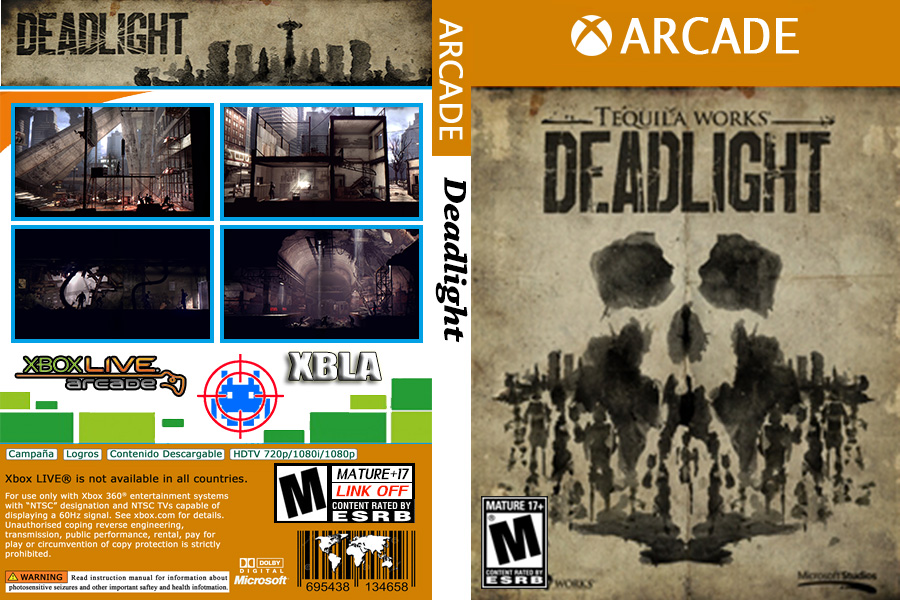 DEADLIGHT
XBOX LIVE
arcade
XBLA
Campaña
Logros
Contenido Descargable
HDTV 720p/1080i/1080p
Xbox LIVE® is not available in all countries.
For use only with Xbox 360® entertainment systems
with "NTSC" designation and NTSC TVs capable of
displaying a 60Hz signal. See xbox.com for details.
Unauthorised coping reverse engineering,
transmission, public performance, rental, pay for
play or circumvention of copy protection is strictly
prohibited.
WARNING Read instruction manual for information about
photosensitive seizures and other important saftey and health infotmation.
M
MATURE+17
LINK OFF
CONTENT RATED BY
ESRB
DOLBY
DIGITAL
Microsoft
695438 134658
ARCADE
Deadlight
ARCADE
TEQUILA WORKS
DEADLIGHT
MATURE 17+
M
CONTENT RATED BY
ESRB
WORKS
Microsoft Studios